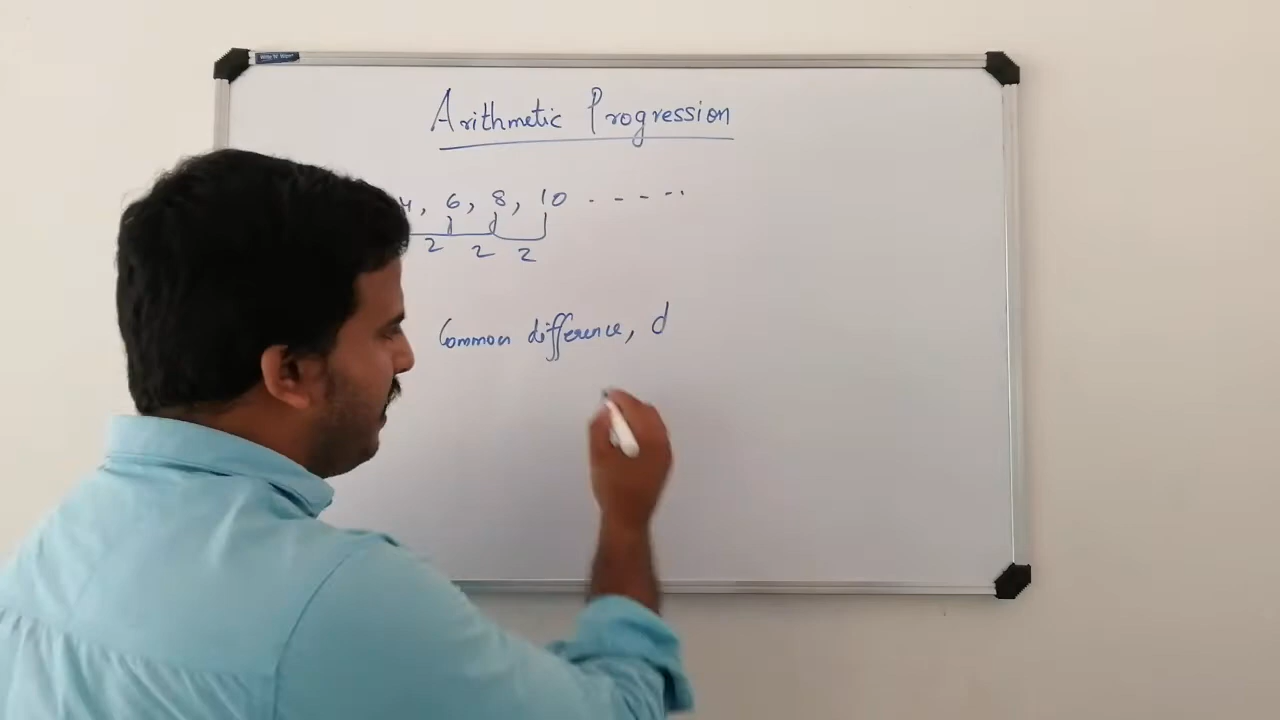 Arithmetic Progression
4, 6, 8, 10 . - - - - ·
2 2 2
Common difference, d